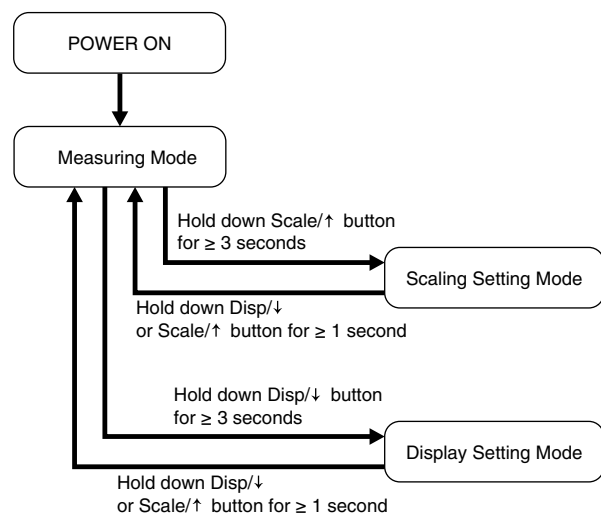 POWER ON
Measuring Mode
Hold down Scale/↑ button
for ≥ 3 seconds
Scaling Setting Mode
Hold down Disp/↓
or Scale/↑ button for ≥ 1 second
Hold down Disp/↓ button
for ≥ 3 seconds
Display Setting Mode
Hold down Disp/↓
or Scale/↑ button for ≥ 1 second